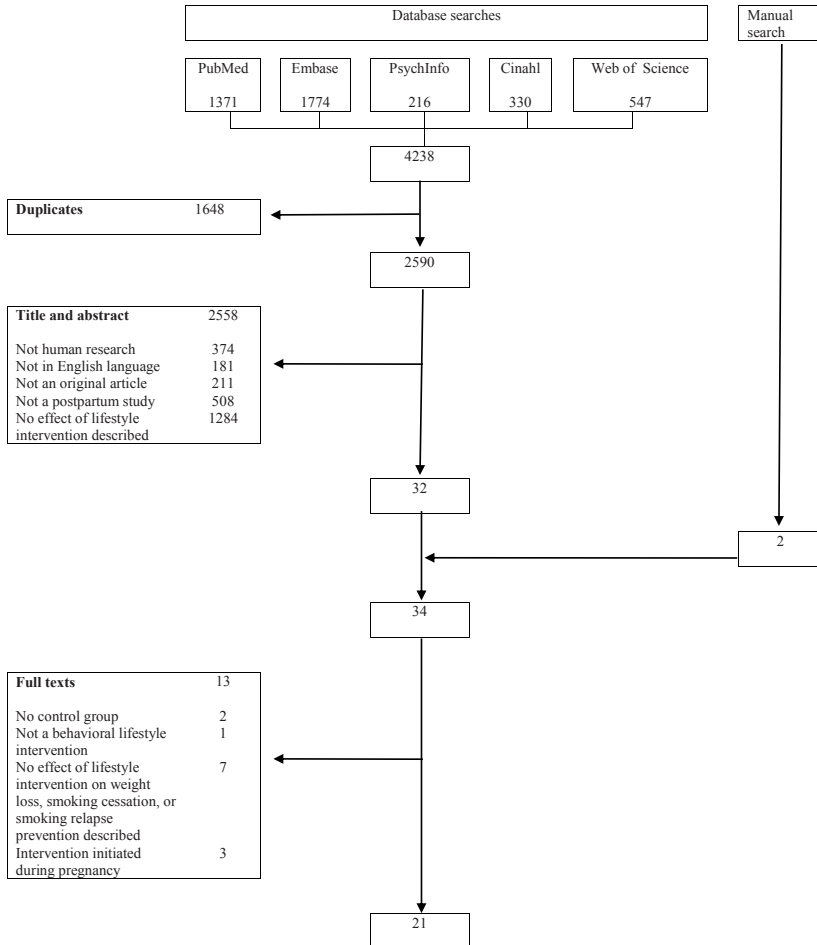 Database searches
Manual
search
PubMed
1371
Embase
1774
PsychInfo
216
Cinahl
330
Web of Science
547
4238
Duplicates 1648
2590
Title and abstract 2558
Not human research 374
Not in English language 181
Not an original article 211
Not a postpartum study 508
No effect of lifestyle 1284
intervention described
32
2
34
Full texts 13
No control group 2
Not a behavioral lifestyle 1
intervention
No effect of lifestyle 7
intervention on weight
loss, smoking cessation, or
smoking relapse
prevention described
Intervention initiated 3
during pregnancy
21